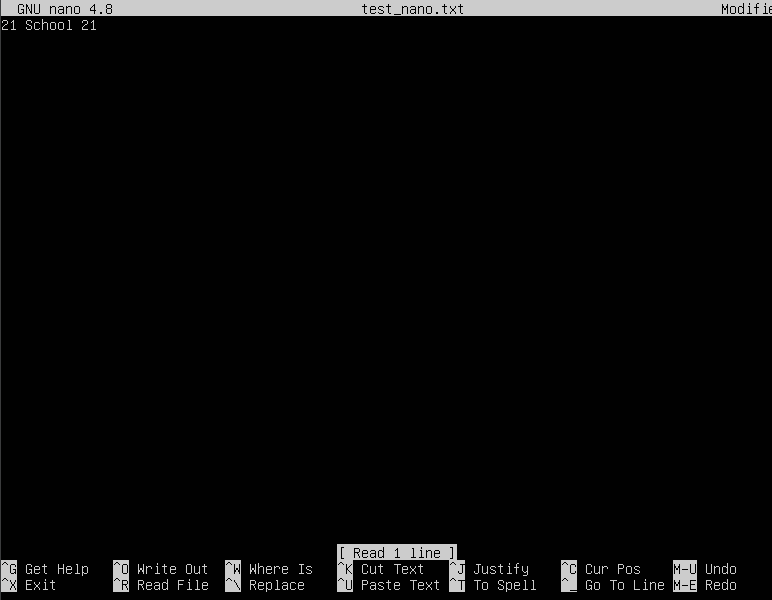 GNU nano 4.8 test_nano.txt Modifie
21 School 21
[ Read 1 line ]
^G Get Help ^O Write Out ^W Where Is ^K Cut Text ^J Justify ^C Cur Pos M-U Undo
^X Exit ^R Read File ^\ Replace ^U Paste Text ^T To Spell ^_ Go To Line M-E Redo